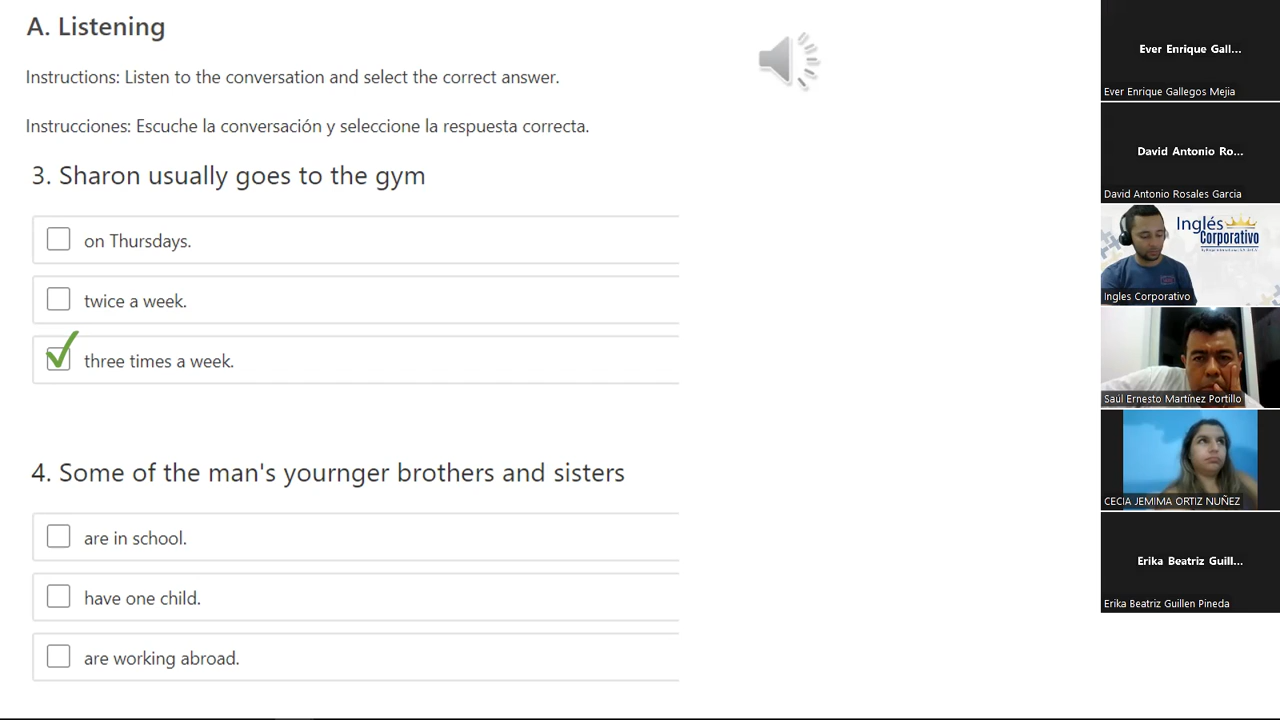 A. Listening
Instructions: Listen to the conversation and select the correct answer.
Instrucciones: Escuche la conversación y seleccione la respuesta correcta.
3. Sharon usually goes to the gym
on Thursdays.
twice a week.
three times a week.
4. Some of the man's yournger brothers and sisters
are in school.
have one child.
are working abroad.
Ever Enrique Gall...
Ever Enrique Gallegos Mejia
David Antonio Ro...
David Antonio Rosales Garcia
Inglés
Corporativo
Ingles Corporativo
Saúl Ernesto Martínez Portillo
CECIA JEMIMA ORTIZ NUÑEZ
Erika Beatriz Guill...
Erika Beatriz Guillen Pineda